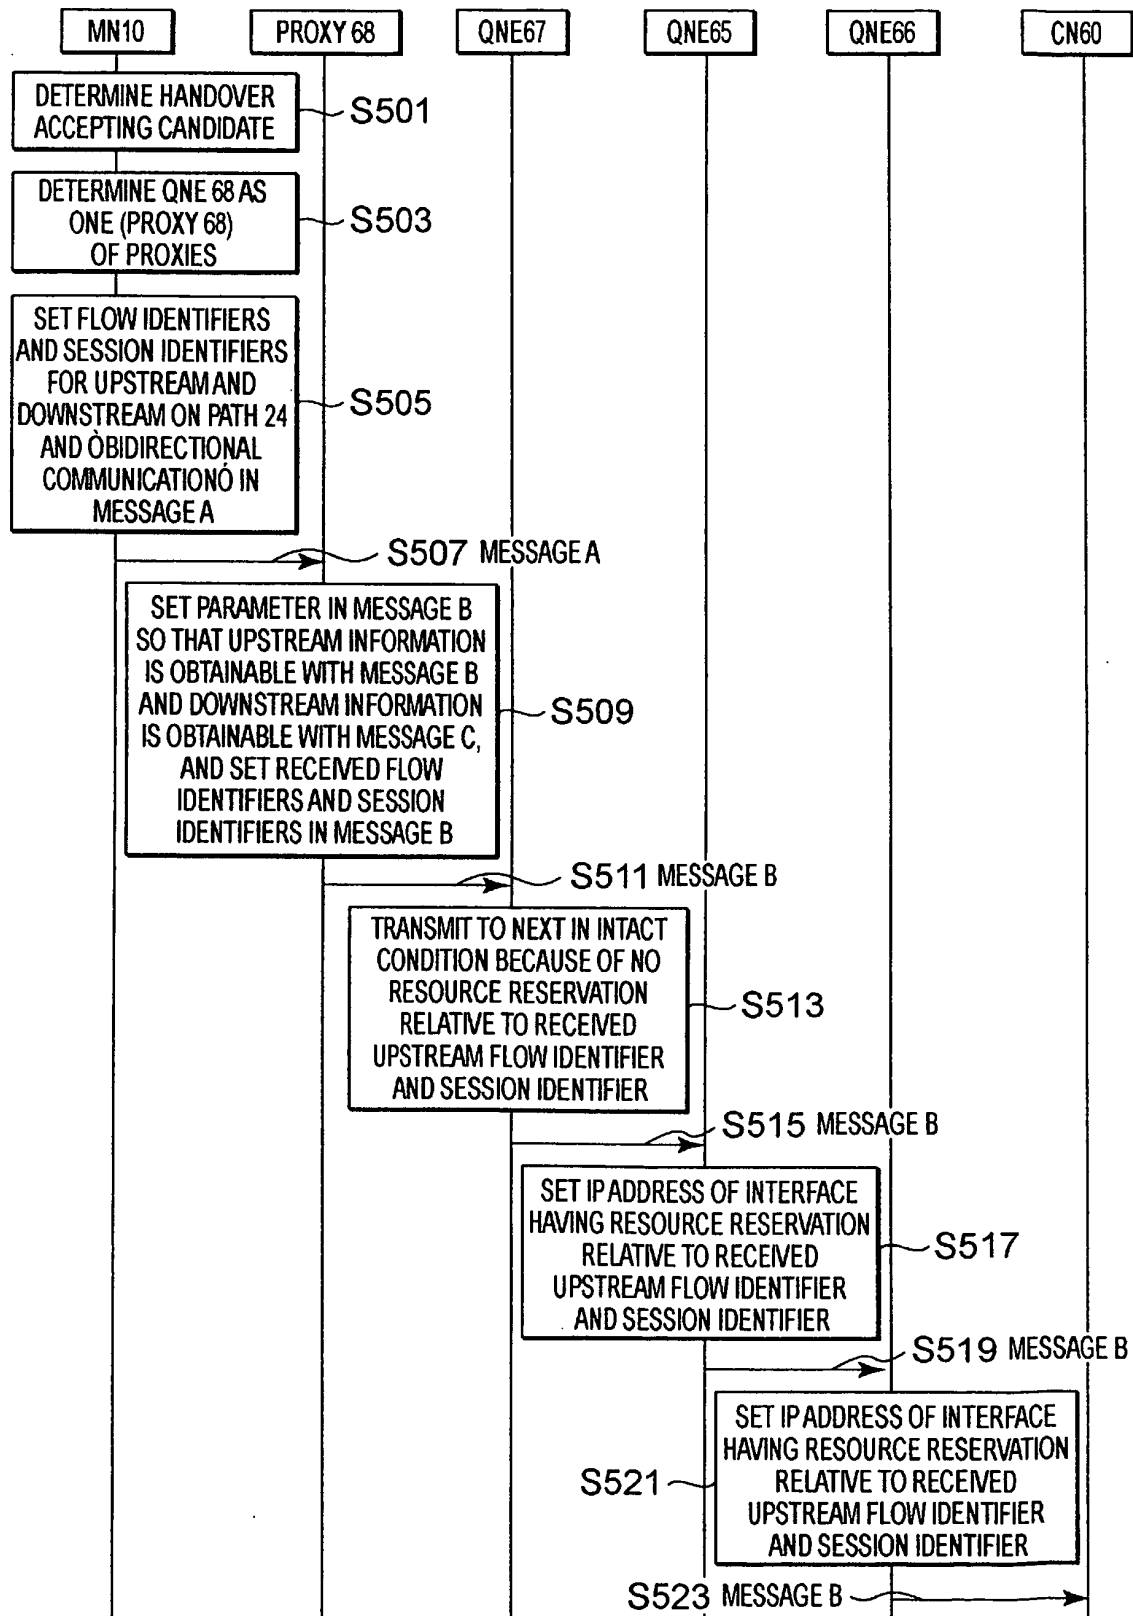 MN10
PROXY 68
QNE67
QNE65
QNE66
CN60
DETERMINE HANDOVER
ACCEPTING CANDIDATE
S501
DETERMINE QNE 68 AS
ONE (PROXY 68)
OF PROXIES
S503
SET FLOW IDENTIFIERS
AND SESSION IDENTIFIERS
FOR UPSTREAM AND
DOWNSTREAM ON PATH 24
AND ÒBIDIRECTIONAL
COMMUNICATIONÓ IN
MESSAGE A
S505
S507 MESSAGE A
SET PARAMETER IN MESSAGE B
SO THAT UPSTREAM INFORMATION
IS OBTAINABLE WITH MESSAGE B
AND DOWNSTREAM INFORMATION
IS OBTAINABLE WITH MESSAGE C,
AND SET RECEIVED FLOW
IDENTIFIERS AND SESSION
IDENTIFIERS IN MESSAGE B
S509
S511 MESSAGE B
TRANSMIT TO NEXT IN INTACT
CONDITION BECAUSE OF NO
RESOURCE RESERVATION
RELATIVE TO RECEIVED
UPSTREAM FLOW IDENTIFIER
AND SESSION IDENTIFIER
S513
S515 MESSAGE B
SET IP ADDRESS OF INTERFACE
HAVING RESOURCE RESERVATION
RELATIVE TO RECEIVED
UPSTREAM FLOW IDENTIFIER
AND SESSION IDENTIFIER
S517
S519 MESSAGE B
SET IP ADDRESS OF INTERFACE
HAVING RESOURCE RESERVATION
RELATIVE TO RECEIVED
UPSTREAM FLOW IDENTIFIER
AND SESSION IDENTIFIER
S521
S523 MESSAGE B